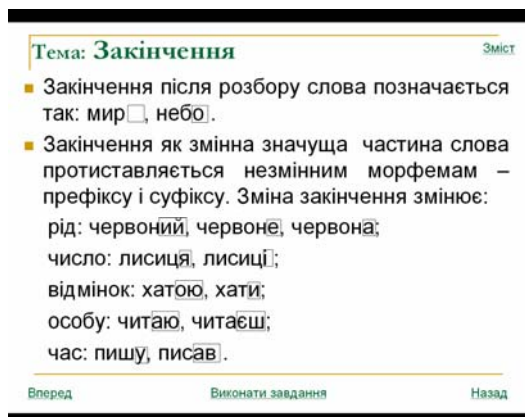 Тема: Закінчення
Зміст
Закінчення після розбору слова позначається
так: мир , небо .
Закінчення як змінна значуща частина слова
протиставляється незмінним морфемам –
префіксу і суфіксу. Зміна закінчення змінює:
рід: червоний, червоне, червона;
число: лисиця, лисиці ;
відмінок: хатою, хати;
особу: читаю, читаєш;
час: пишу, писав .
Вперед
Виконати завдання
Назад